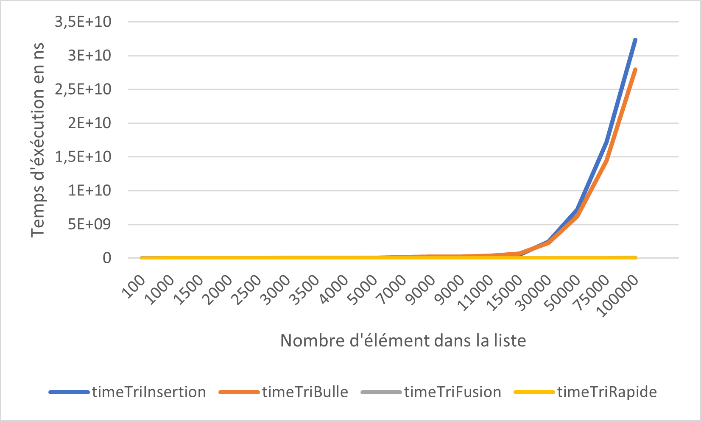 Temps d'éxécution en ns
3,5E+10
3E+10
2,5E+10
2E+10
1,5E+10
1E+10
5E+09
0
100
1000
1500
2000
2500
3000
3500
4000
5000
7000
9000
9000
11000
15000
30000
50000
75000
100000
Nombre d'élément dans la liste
timeTriInsertion
timeTriBulle
timeTriFusion
timeTriRapide